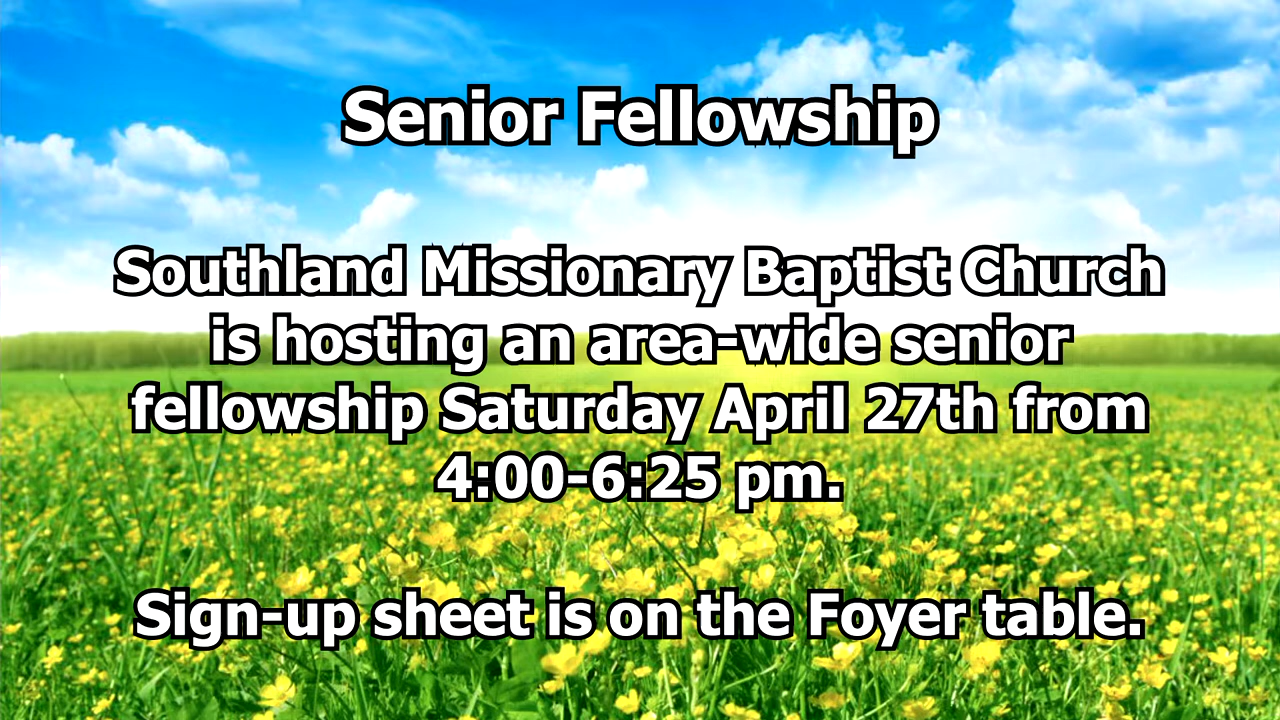 Senior Fellowship
Southland Missionary Baptist Church
is hosting an area-wide senior
fellowship Saturday April 27th from
4:00-6:25 pm.
Sign-up sheet is on the Foyer table.